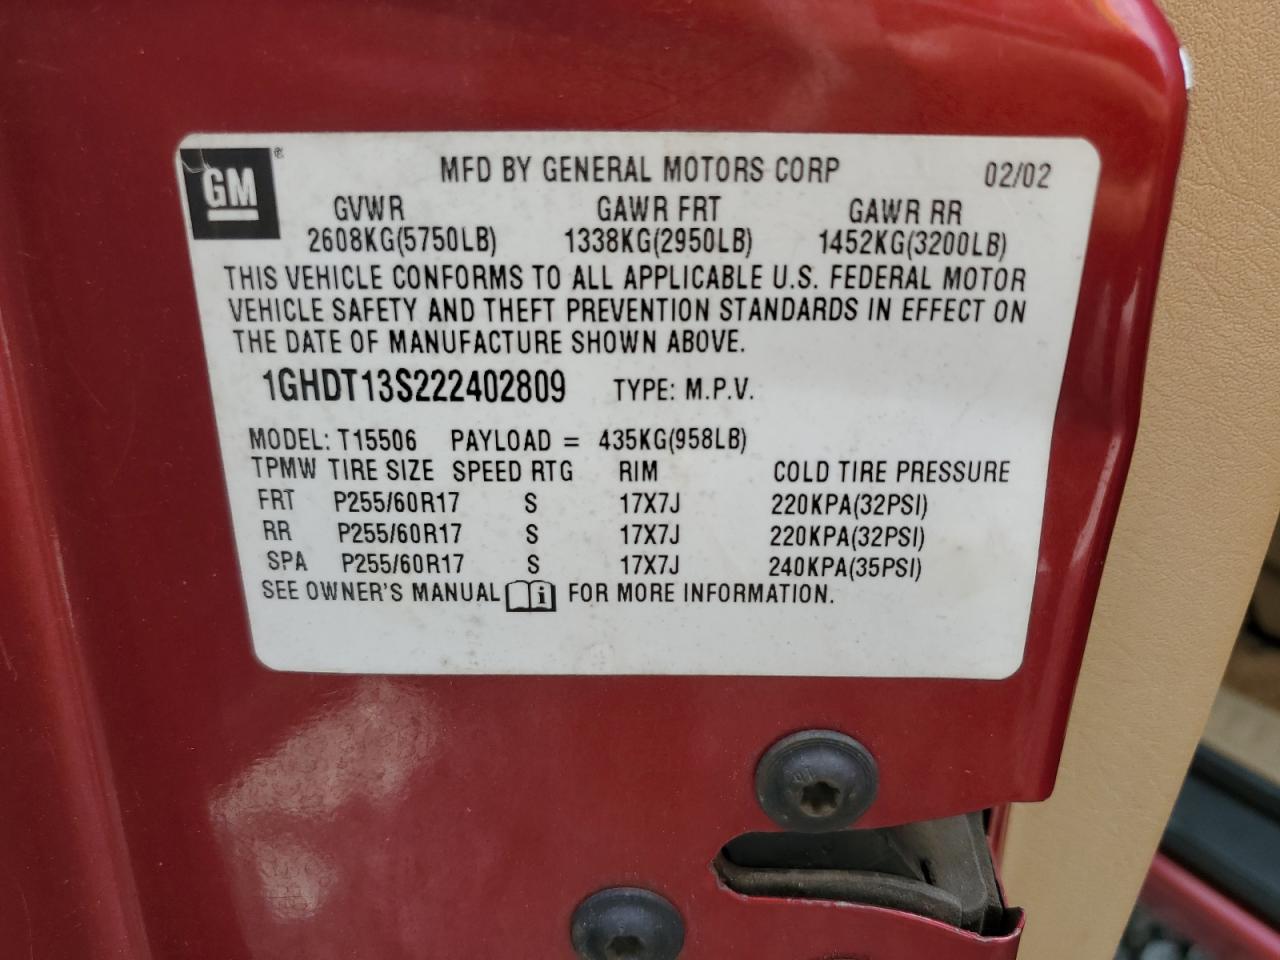 GM ® MFD BY GENERAL MOTORS CORP 02/02
GVWR GAWR FRT GAWR RR
2608KG(5750LB) 1338KG(2950LB) 1452KG(3200LB)
THIS VEHICLE CONFORMS TO ALL APPLICABLE U.S. FEDERAL MOTOR
VEHICLE SAFETY AND THEFT PREVENTION STANDARDS IN EFFECT ON
THE DATE OF MANUFACTURE SHOWN ABOVE.
1GHDT13S222402809 TYPE: M.P.V.
MODEL: T15506 PAYLOAD = 435KG(958LB)
TPMW TIRE SIZE SPEED RTG RIM COLD TIRE PRESSURE
FRT P255/60R17 S 17X7J 220KPA(32PSI)
RR P255/60R17 S 17X7J 220KPA(32PSI)
SPA P255/60R17 S 17X7J 240KPA(35PSI)
SEE OWNER'S MANUAL i FOR MORE INFORMATION.